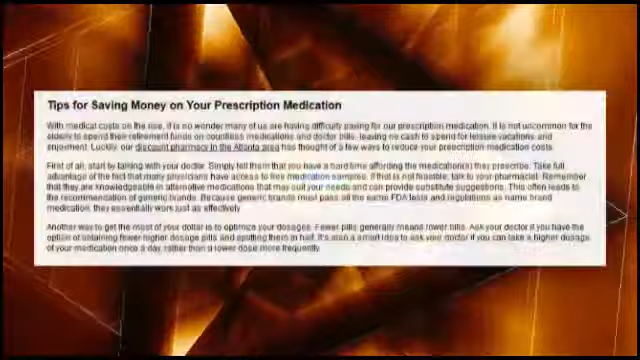 Tips for Saving Money on Your Prescription Medication
With medical costs on the rise, it is no wonder many of us are having difficulty paying for our prescription medication. It is not uncommon for the
elderly to spend their retirement funds on countless medications and doctor bills, leaving no cash to spend for leisure vacations and
enjoyment. Luckily, our discount pharmacy in the Atlanta area has thought of a few ways to reduce your prescription medication costs.
First of all, start by talking with your doctor. Simply tell them that you have a hard time affording the medication(s) they prescribe. Take full
advantage of the fact that many physicians have access to free medication samples. If that is not feasible, talk to your pharmacist. Remember
that they are knowledgeable in alternative medications that may suit your needs and can provide substitute suggestions. This often leads to
the recommendation of generic brands. Because generic brands must pass all the same FDA tests and regulations as name brand
medication, they essentially work just as effectively.
Another way to get the most of your dollar is to optimize your dosages. Fewer pills generally means lower bills. Ask your doctor if you have the
option of obtaining fewer higher dosage pills and splitting them in half. It's also a smart idea to ask your doctor if you can take a higher dosage
of your medication once a day, rather than a lower dose more frequently.